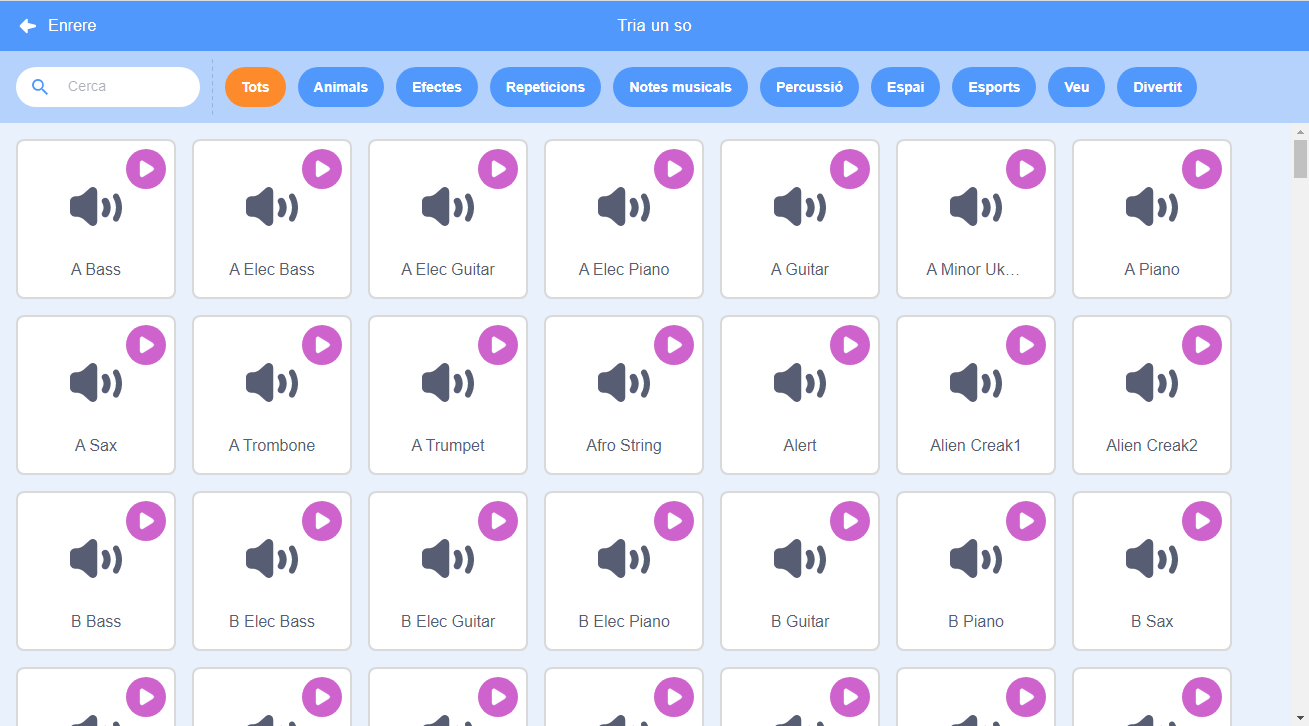 Enrere
Tria un so
Cerca
Tots Animals Efectes Repeticions Notes musicals Percussió Espai Esports Veu Divertit
A Bass A Elec Bass A Elec Guitar A Elec Piano A Guitar A Minor Uk... A Piano
A Sax A Trombone A Trumpet Afro String Alert Alien Creak1 Alien Creak2
B Bass B Elec Bass B Elec Guitar B Elec Piano B Guitar B Piano B Sax